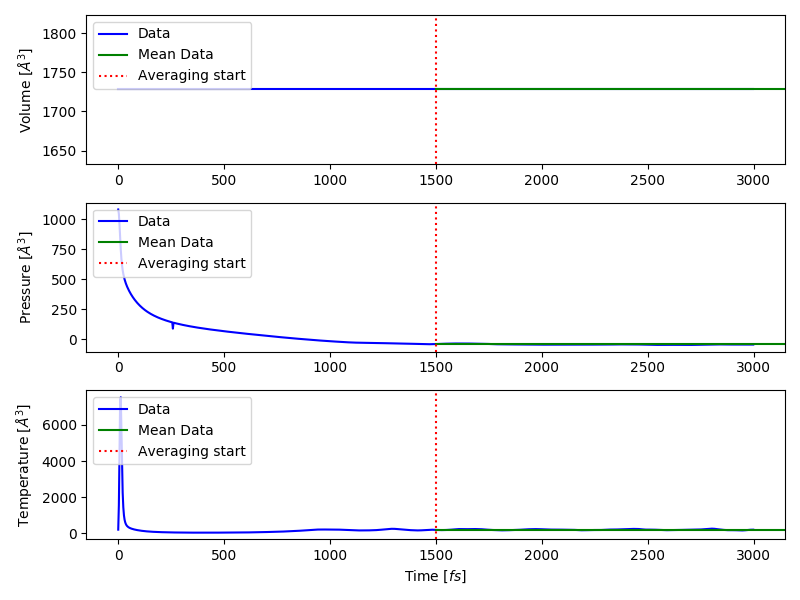 Volume [Å³]
1800
1750
1700
1650
Data
Mean Data
Averaging start
0 500 1000 1500 2000 2500 3000
Pressure [Å³]
1000
750
500
250
0
Data
Mean Data
Averaging start
0 500 1000 1500 2000 2500 3000
Temperature [Å³]
6000
4000
2000
0
Data
Mean Data
Averaging start
0 500 1000 1500 2000 2500 3000
Time [fs]